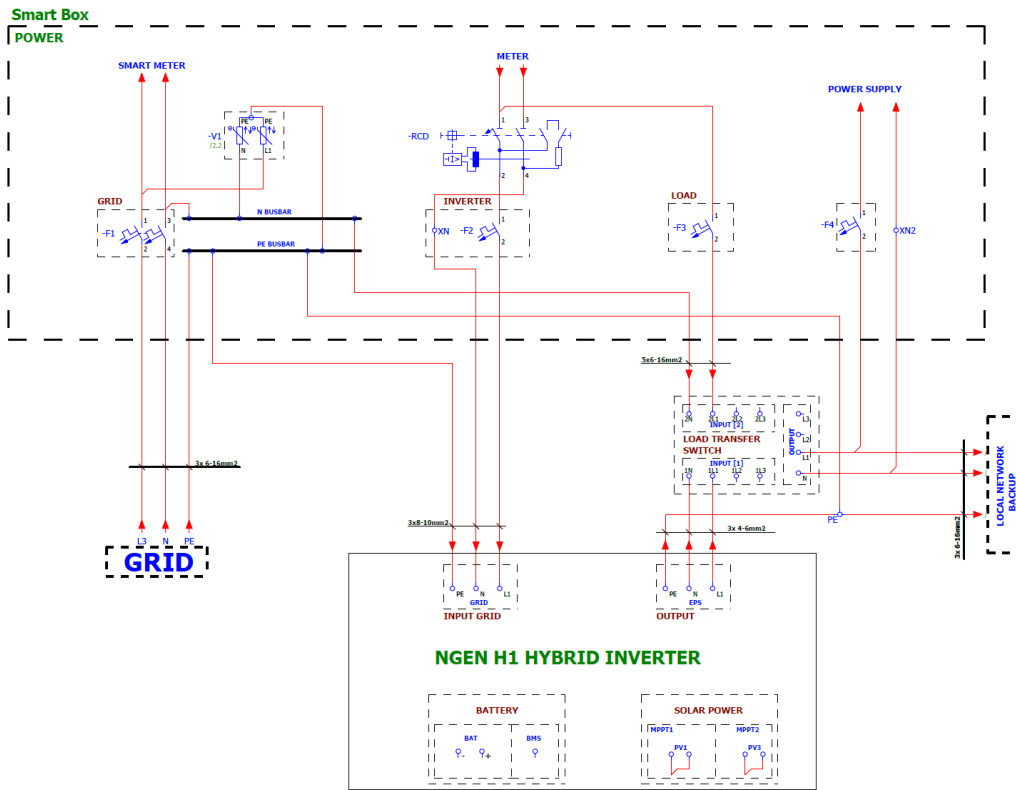 Smart Box
POWER
SMART METER
METER
POWER SUPPLY
PE PE
-V1
/2.2
N L1
1 3
-RCD
I>
2 4
GRID
1 3
-F1
2 4
N BUSBAR
PE BUSBAR
INVERTER
XN
-F2
1
2
LOAD
-F3
1
2
-F4
1
2
XN2
5x6-16mm2
2N 2L1 2L2 2L3
INPUT [2]
LOAD TRANSFER
SWITCH
INPUT [1]
1N 1L1 1L2 1L3
OUTPUT
L3
L2
L1
N
LOCAL NETWORK
BACKUP
3x 6-16mm2
3x 6-16mm2
PE
3x8-10mm2
3x 4-6mm2
L3 N PE
GRID
PE N L1
GRID
INPUT GRID
PE N L1
EPS
OUTPUT
NGEN H1 HYBRID INVERTER
BATTERY
BAT
- +
BMS
SOLAR POWER
MPPT1
PV1
MPPT2
PV3